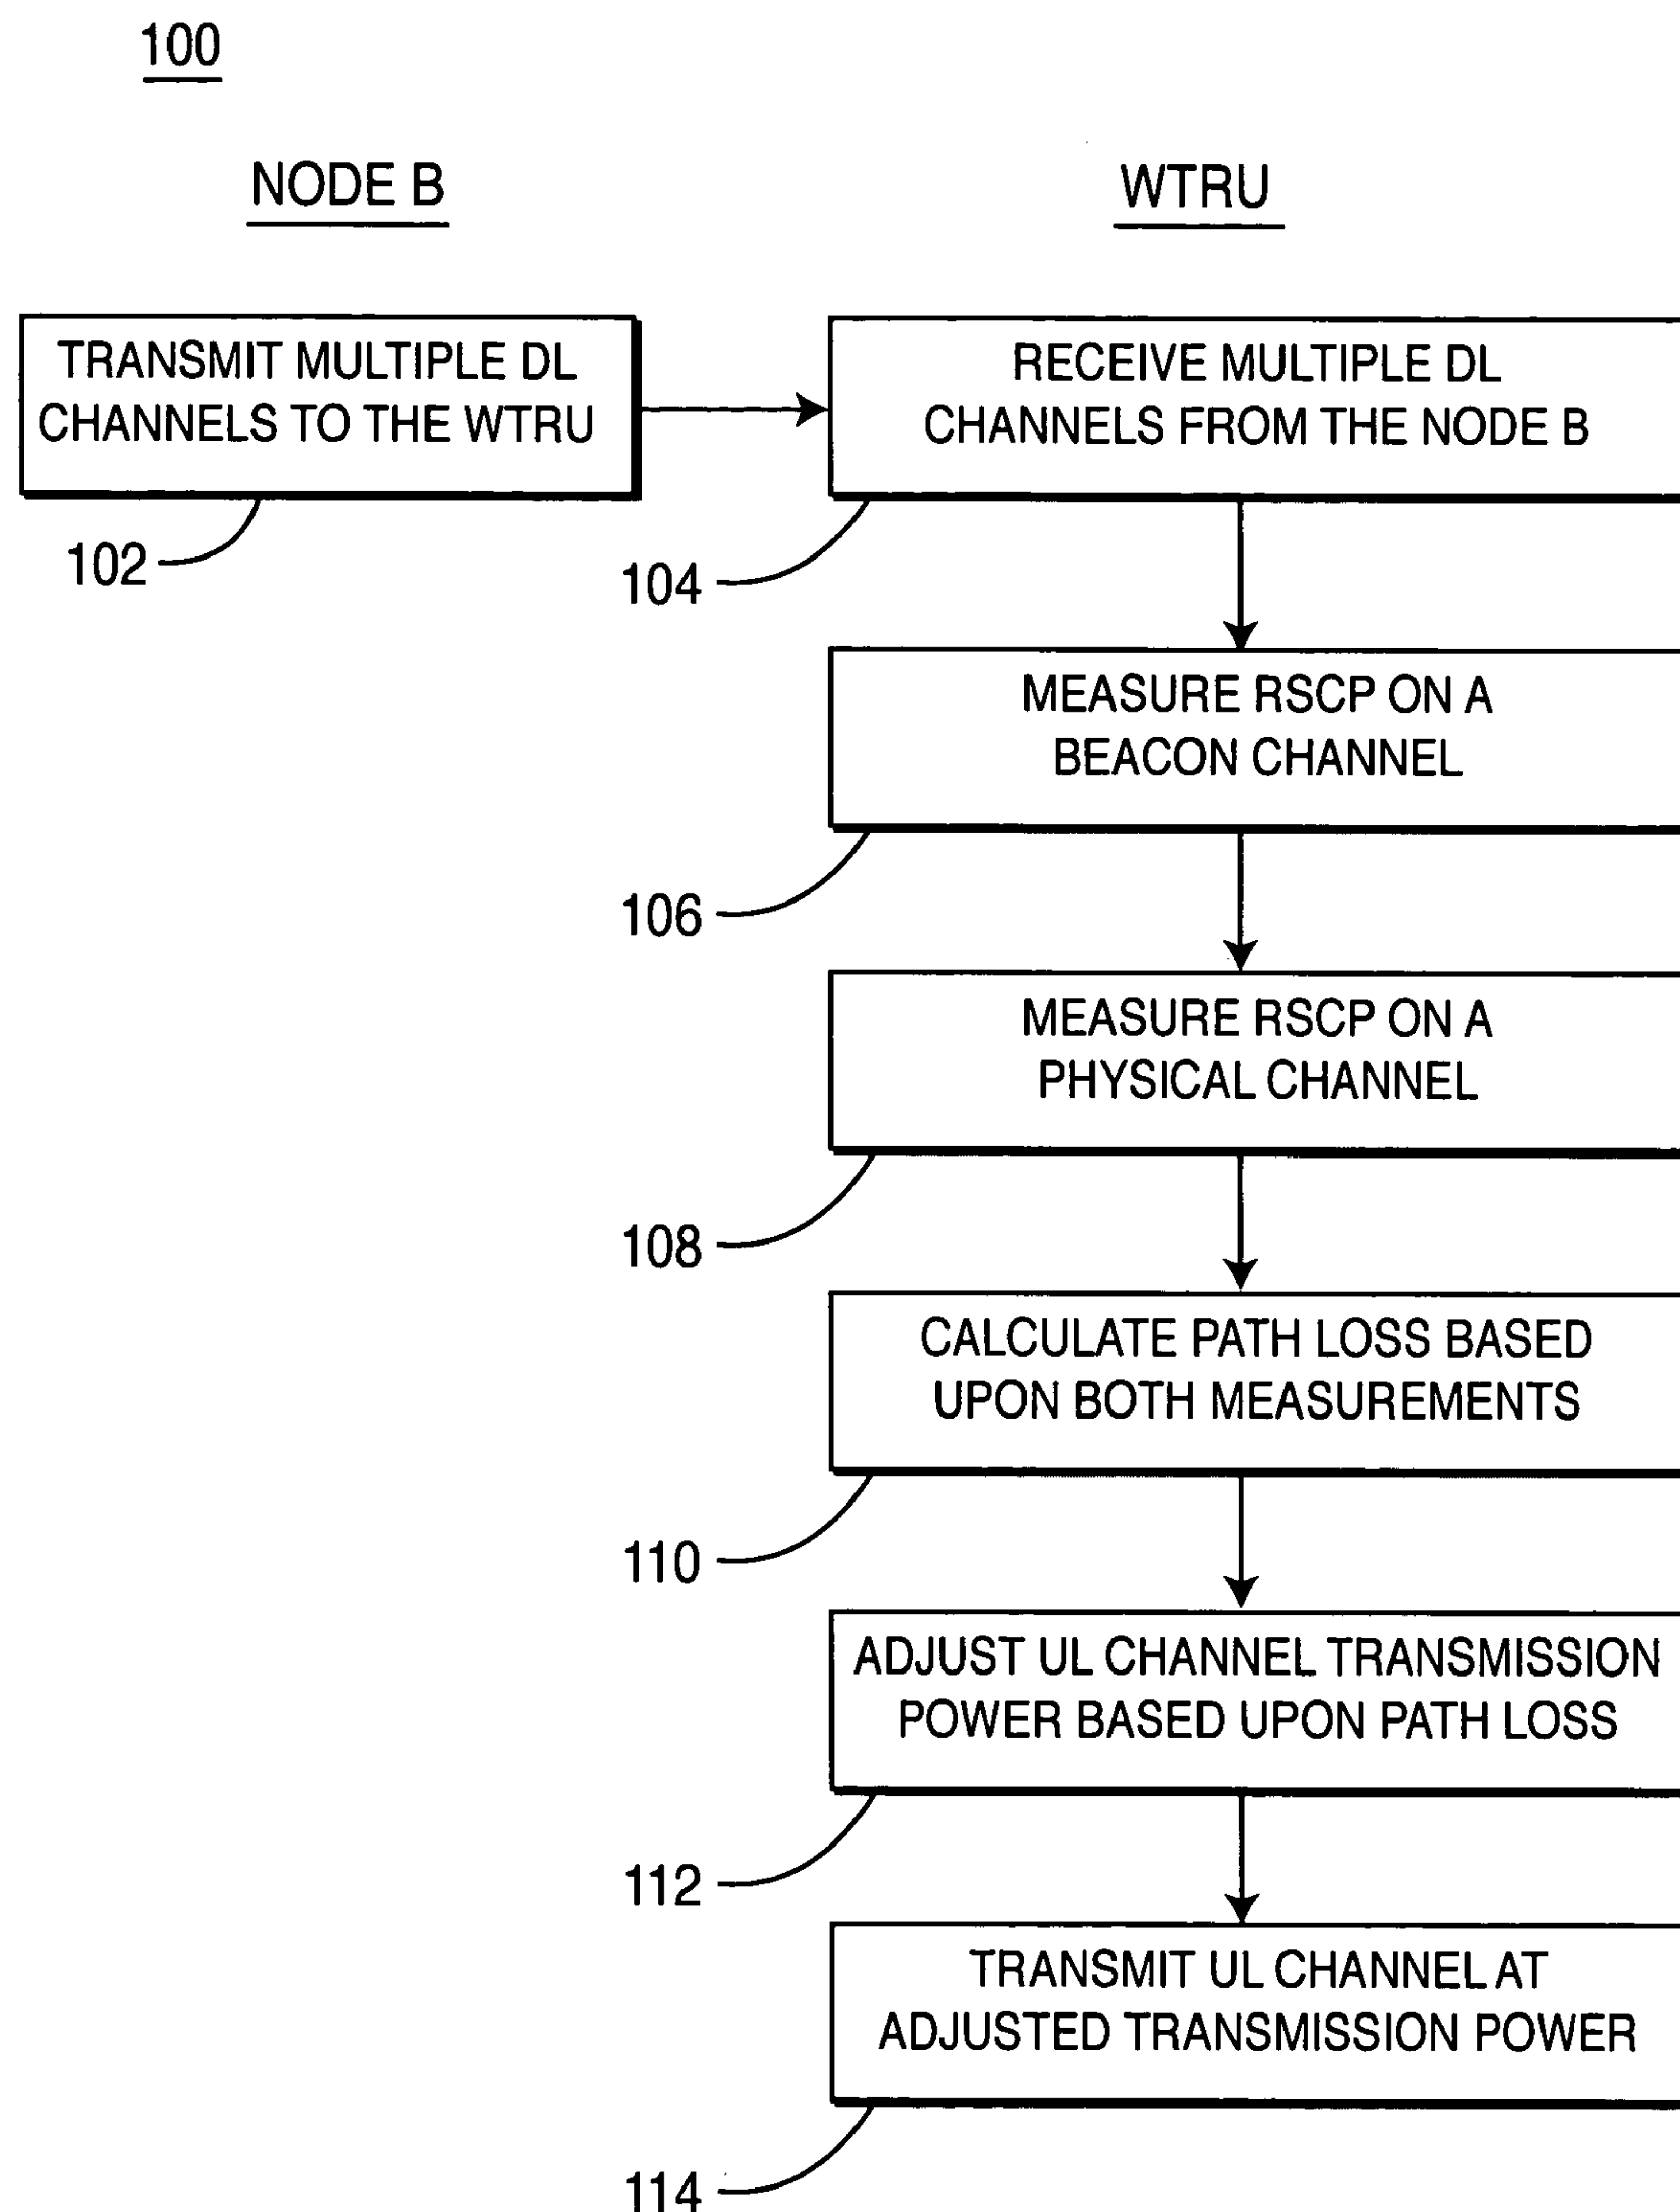 100
NODE B
WTRU
TRANSMIT MULTIPLE DL
CHANNELS TO THE WTRU
102
RECEIVE MULTIPLE DL
CHANNELS FROM THE NODE B
104
MEASURE RSCP ON A
BEACON CHANNEL
106
MEASURE RSCP ON A
PHYSICAL CHANNEL
108
CALCULATE PATH LOSS BASED
UPON BOTH MEASUREMENTS
110
ADJUST UL CHANNEL TRANSMISSION
POWER BASED UPON PATH LOSS
112
TRANSMIT UL CHANNEL AT
ADJUSTED TRANSMISSION POWER
114